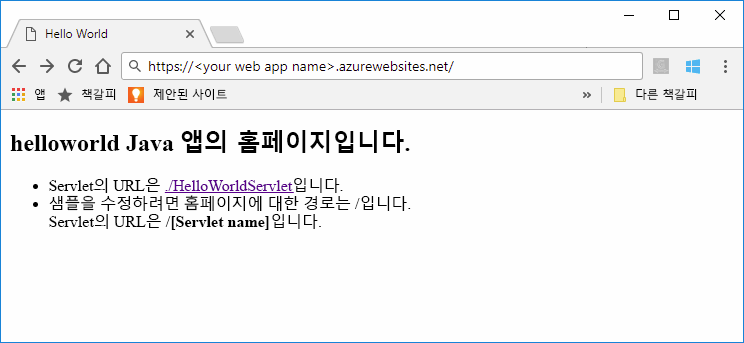 Hello World
https://<your web app name>.azurewebsites.net/
앱 책갈피 제안된 사이트 » 다른 책갈피
helloworld Java 앱의 홈페이지입니다.
• Servlet의 URL은 ./HelloWorldServlet입니다.
• 샘플을 수정하려면 홈페이지에 대한 경로는 /입니다.
Servlet의 URL은 /[Servlet name]입니다.